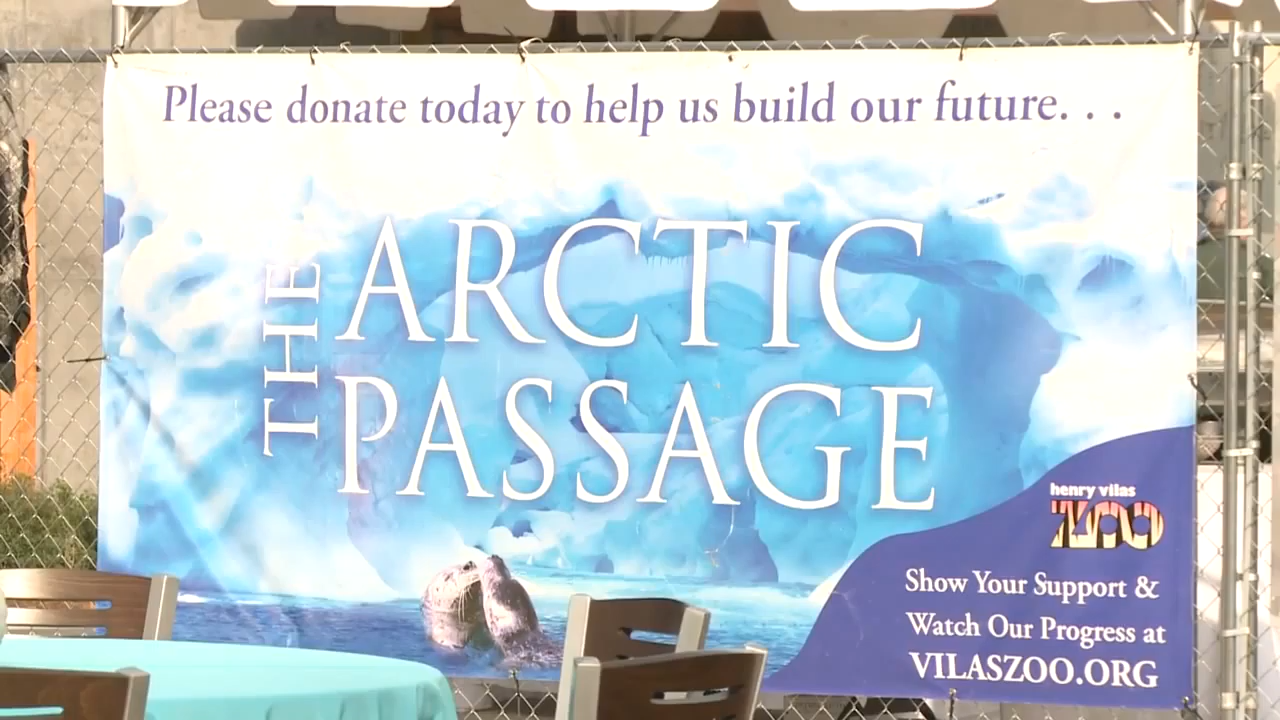 Please donate today to help us build our future. . .
THE
ARCTIC
PASSAGE
henry vilas
ZOO
Show Your Support &
Watch Our Progress at
VILASZOO.ORG